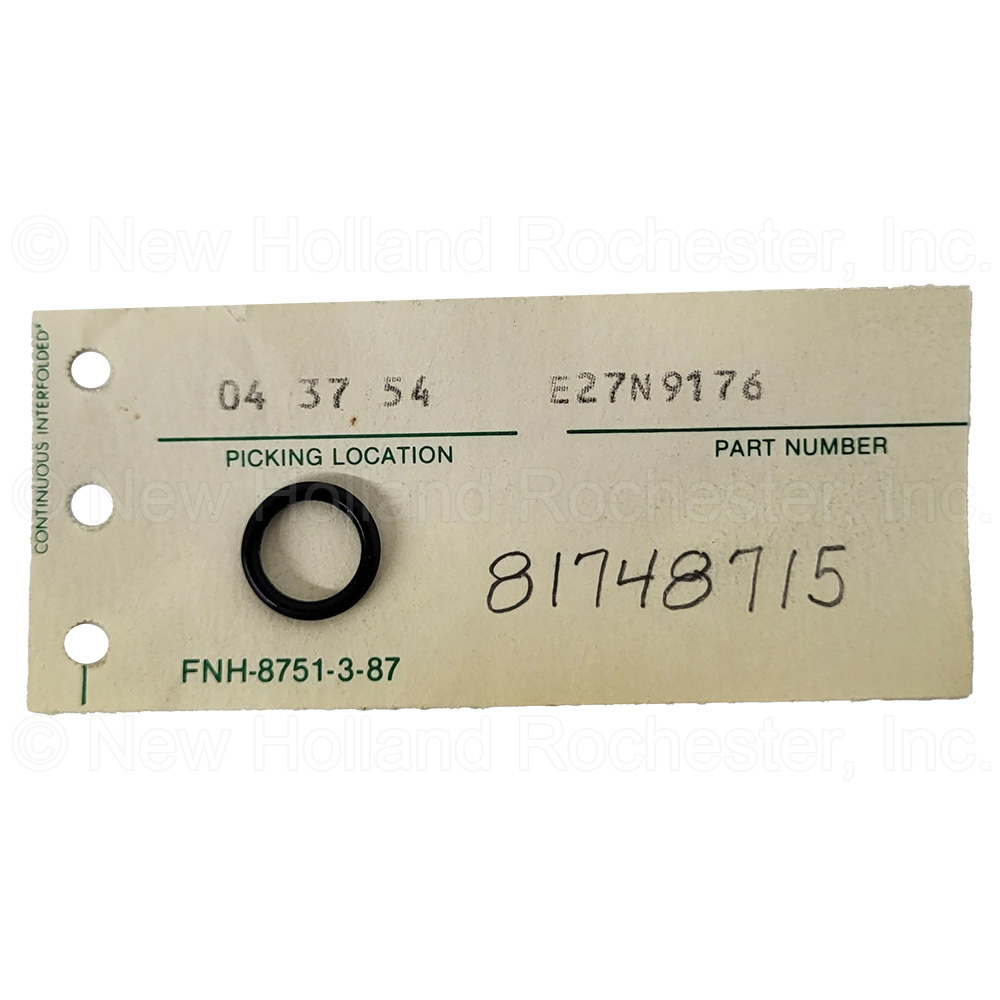 © New Holland Rochester, Inc.
CONTINUOUS INTERFOLDED®
04 37 54 E27N9176
PICKING LOCATION PART NUMBER
© New Holland Rochester, Inc.
81748715
FNH-8751-3-87
© New Holland Rochester, Inc.